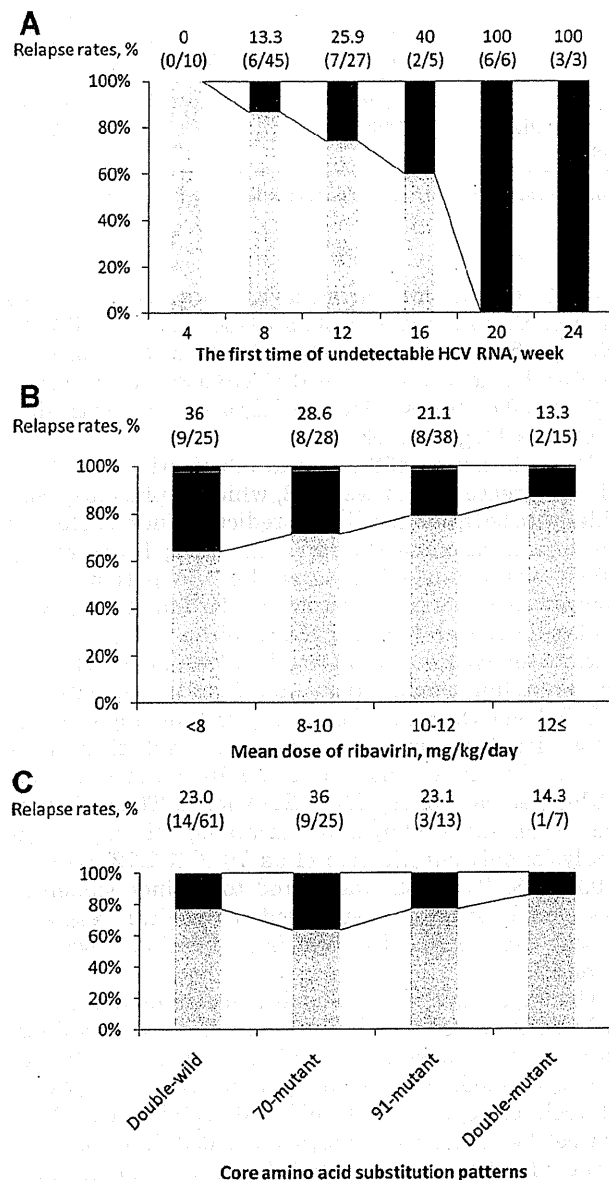 A
0 13.3 25.9 40 100 100
Relapse rates, % (0/10) (6/45) (7/27) (2/5) (6/6) (3/3)
100%
80%
60%
40%
20%
0%
4 8 12 16 20 24
The first time of undetectable HCV RNA, week
B
36 28.6 21.1 13.3
Relapse rates, % (9/25) (8/28) (8/38) (2/15)
100%
80%
60%
40%
20%
0%
<8 8-10 10-12 12≤
Mean dose of ribavirin, mg/kg/day
C
23.0 36 23.1 14.3
Relapse rates, % (14/61) (9/25) (3/13) (1/7)
100%
80%
60%
40%
20%
0%
Double-wild 70-mutant 91-mutant Double-mutant
Core amino acid substitution patterns